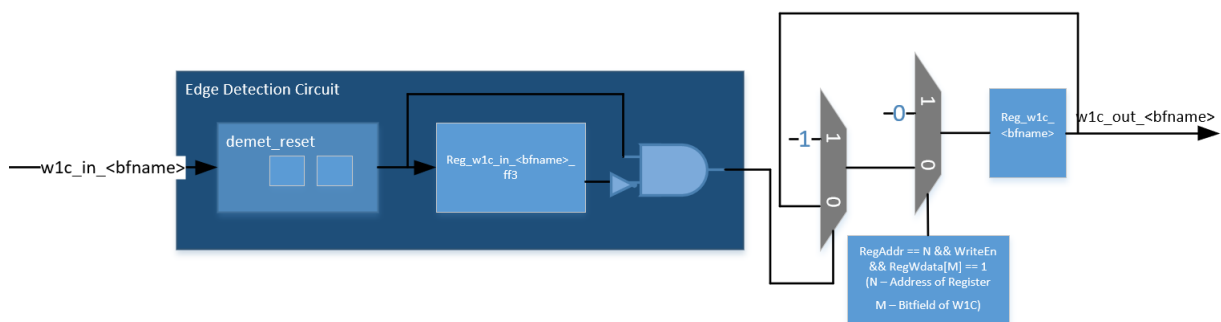 Edge Detection Circuit
demet_reset
w1c_in_<bfname>
Reg_w1c_in_<bfname>_
ff3
1
1
0
0
1
0
Reg_w1c_
<bfname>
w1c_out_<bfname>
RegAddr == N && WriteEn
&& RegWdata[M] == 1
(N – Address of Register
M – Bitfield of W1C)